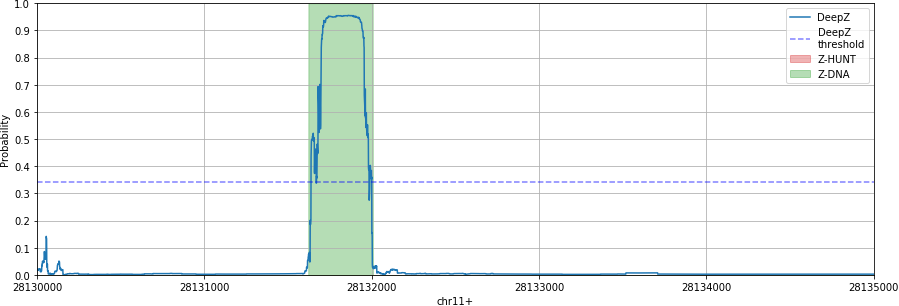 1.0
0.9
0.8
0.7
0.6
0.5
0.4
0.3
0.2
0.1
0.0
Probability
28130000 28131000 28132000 28133000 28134000 28135000
chr11+
DeepZ
DeepZ
threshold
Z-HUNT
Z-DNA